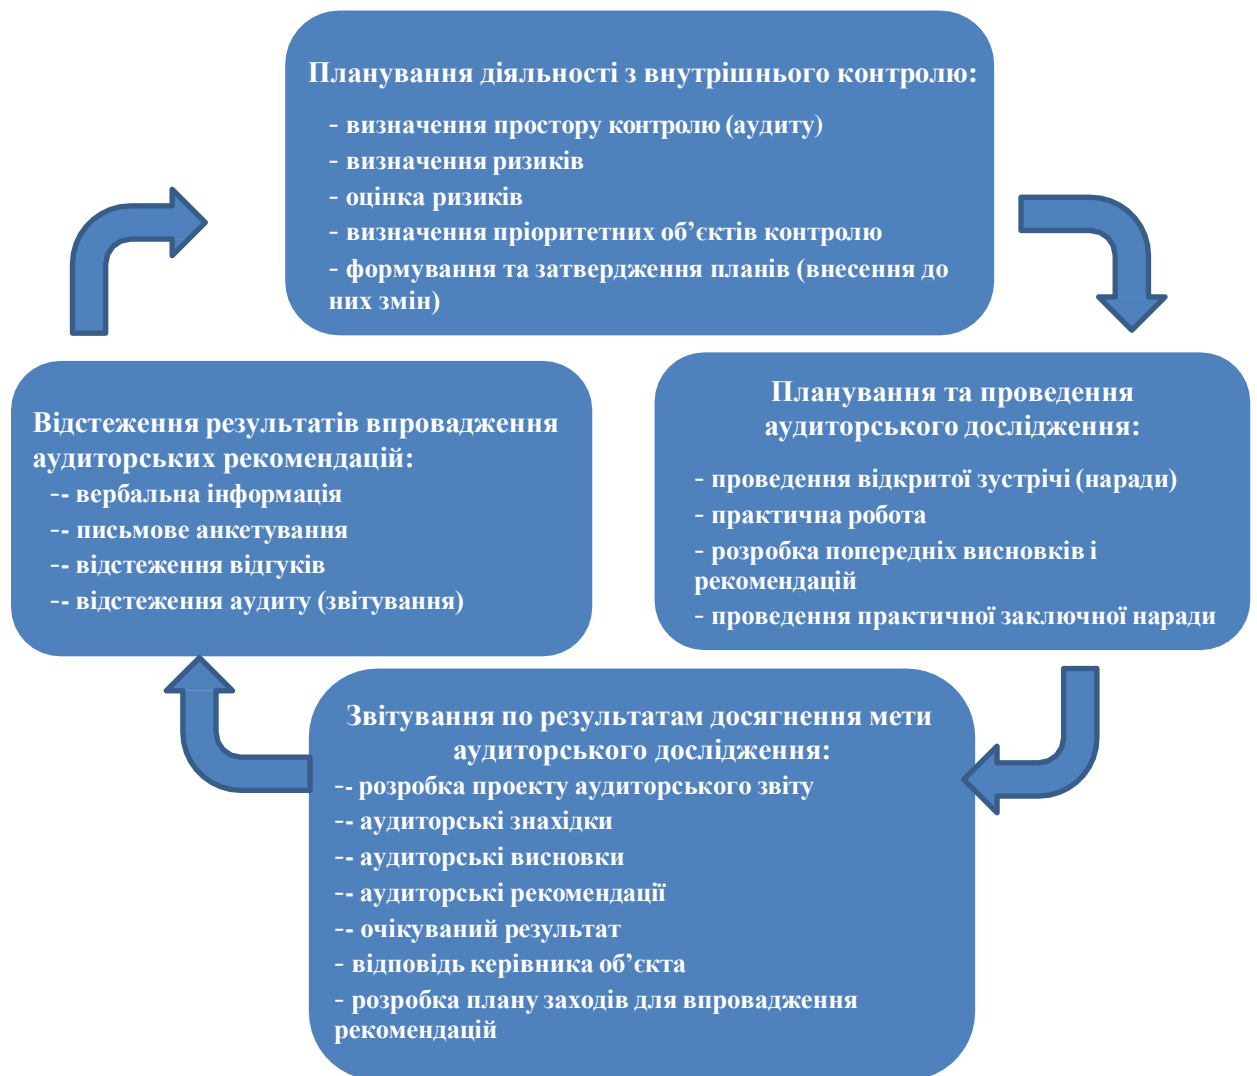 Планування діяльності з внутрішнього контролю:
- визначення простору контролю (аудиту)
- визначення ризиків
- оцінка ризиків
- визначення пріоритетних об’єктів контролю
- формування та затвердження планів (внесення до
них змін)
Планування та проведення
аудиторського дослідження:
- проведення відкритої зустрічі (наради)
- практична робота
- розробка попередніх висновків і
рекомендацій
- проведення практичної заключної наради
Звітування по результатам досягнення мети
аудиторського дослідження:
-- розробка проекту аудиторського звіту
-- аудиторські знахідки
-- аудиторські висновки
-- аудиторські рекомендації
-- очікуваний результат
- відповідь керівника об’єкта
- розробка плану заходів для впровадження
рекомендацій
Відстеження результатів впровадження
аудиторських рекомендацій:
-- вербальна інформація
-- письмове анкетування
-- відстеження відгуків
-- відстеження аудиту (звітування)